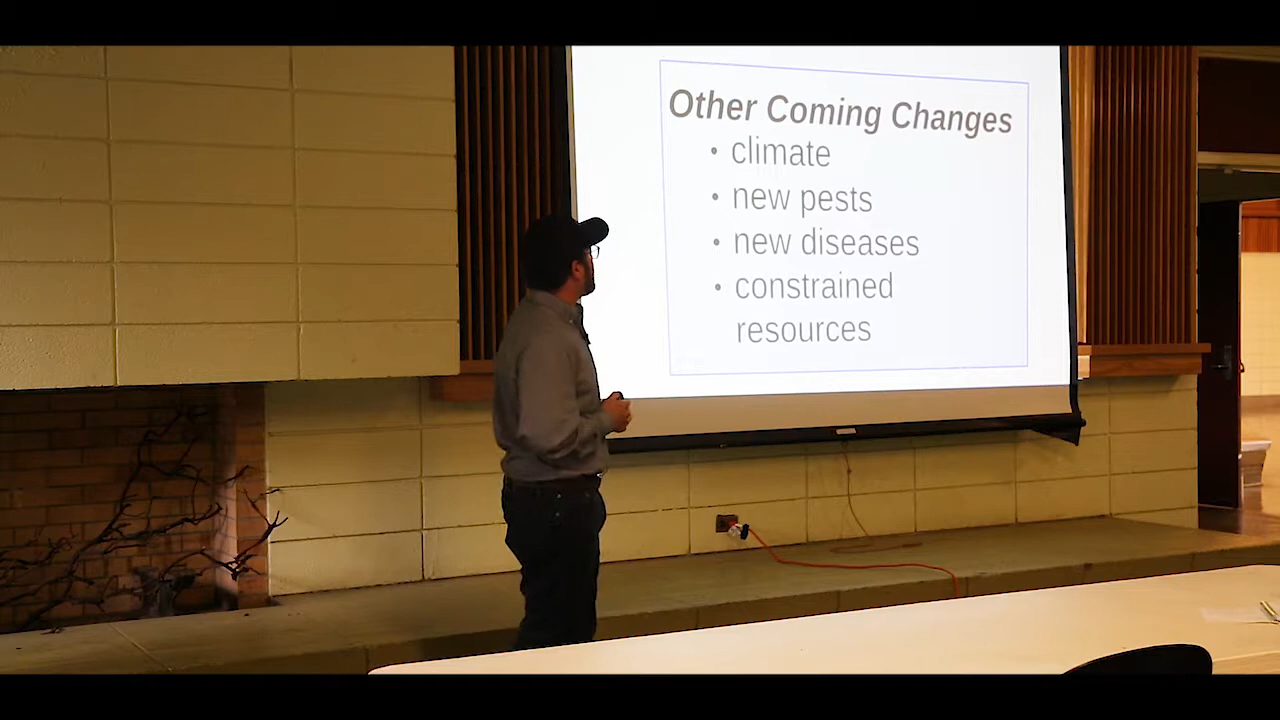 Other Coming Changes
• climate
• new pests
• new diseases
• constrained
resources